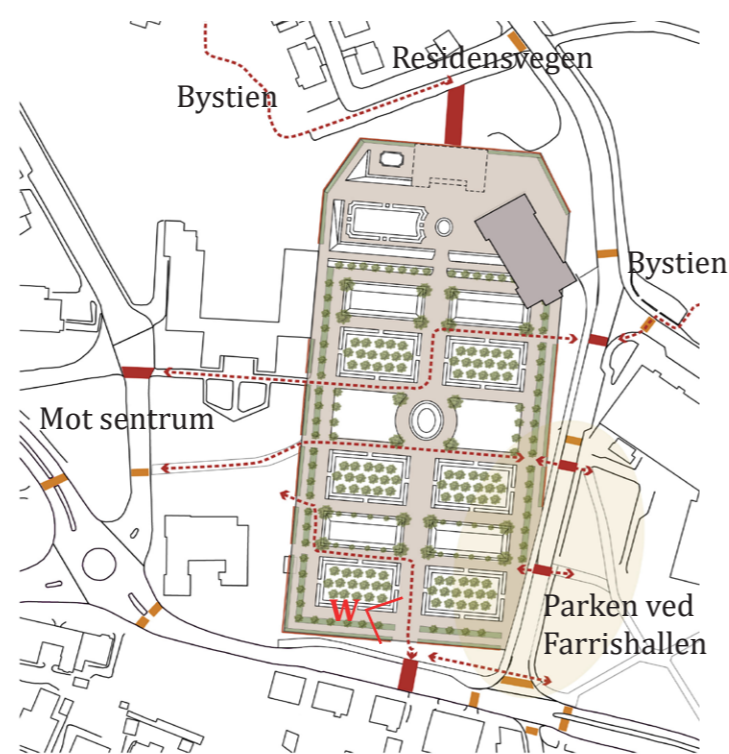 Residensvegen
Bystien
Bystien
Mot sentrum
W
Parken ved
Farrishallen